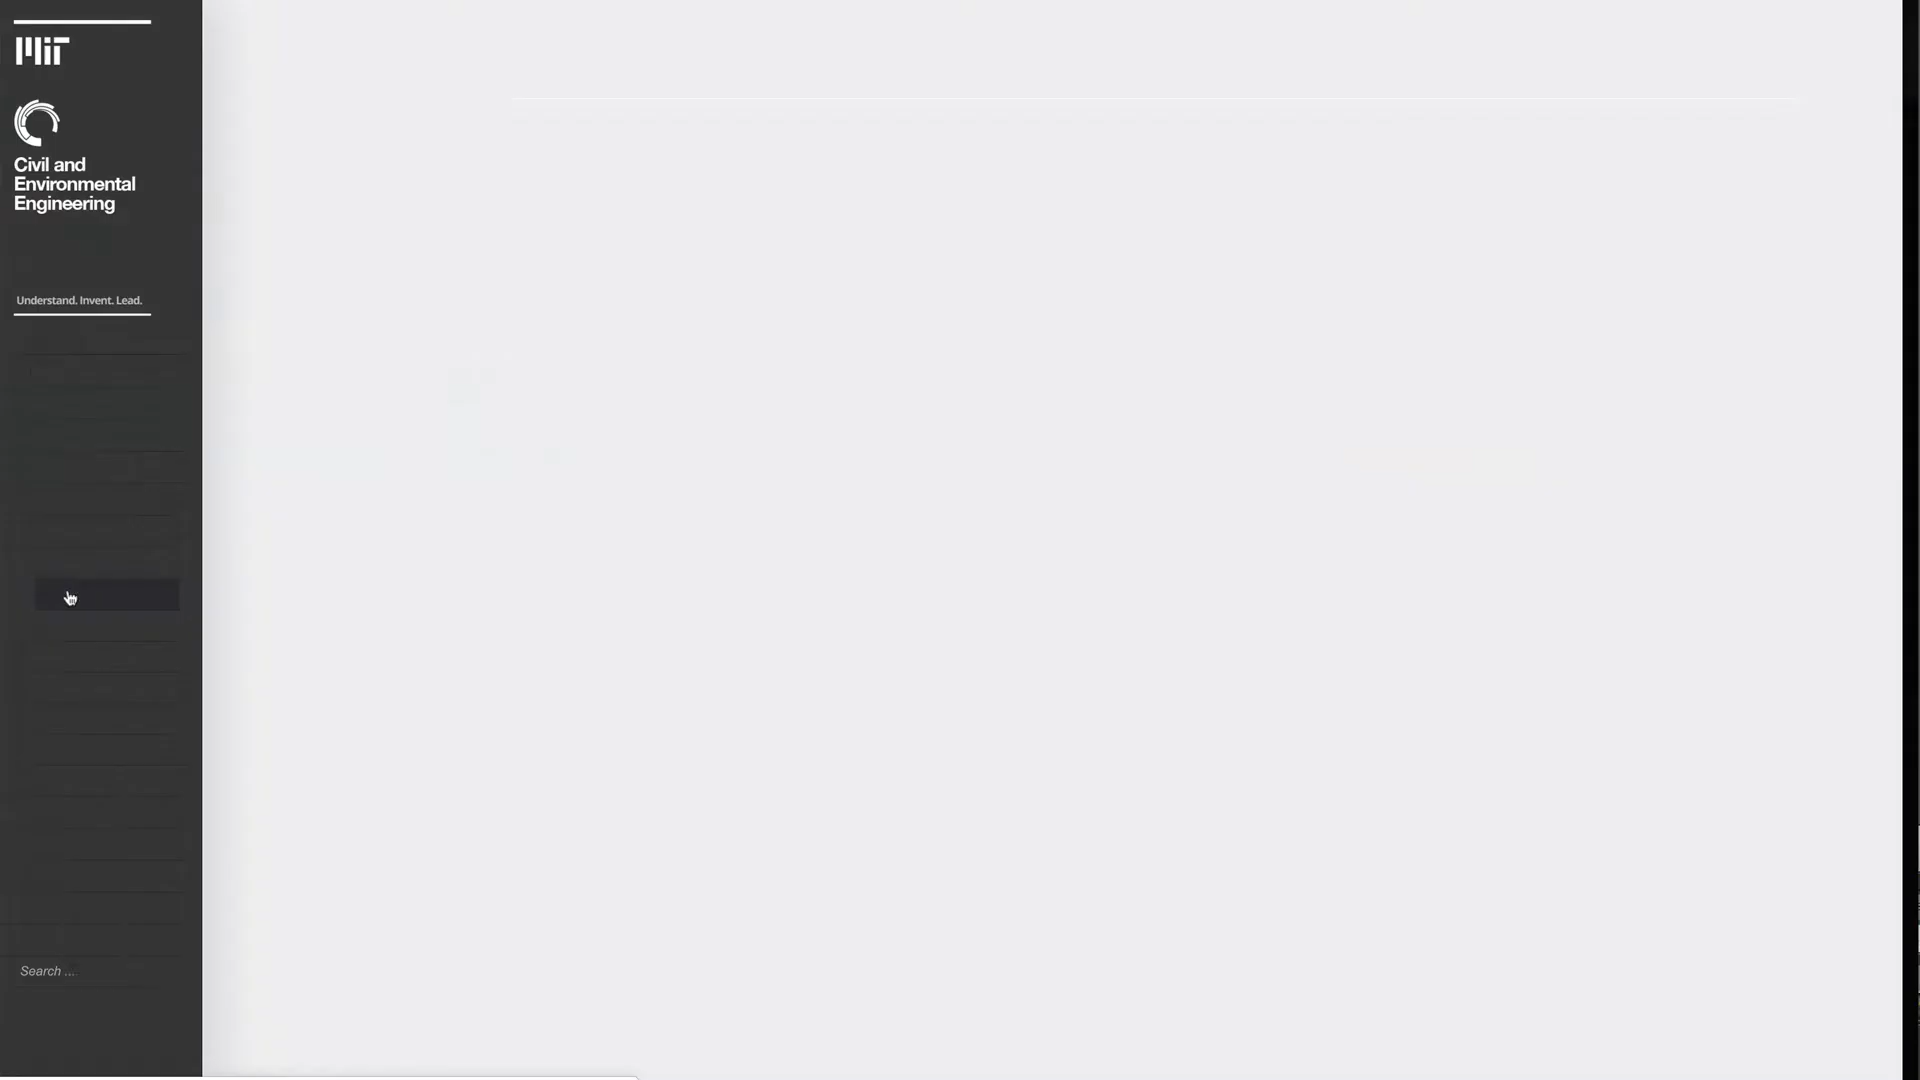 MIT
Civil and
Environmental
Engineering
Understand. Invent. Lead.
Search ...